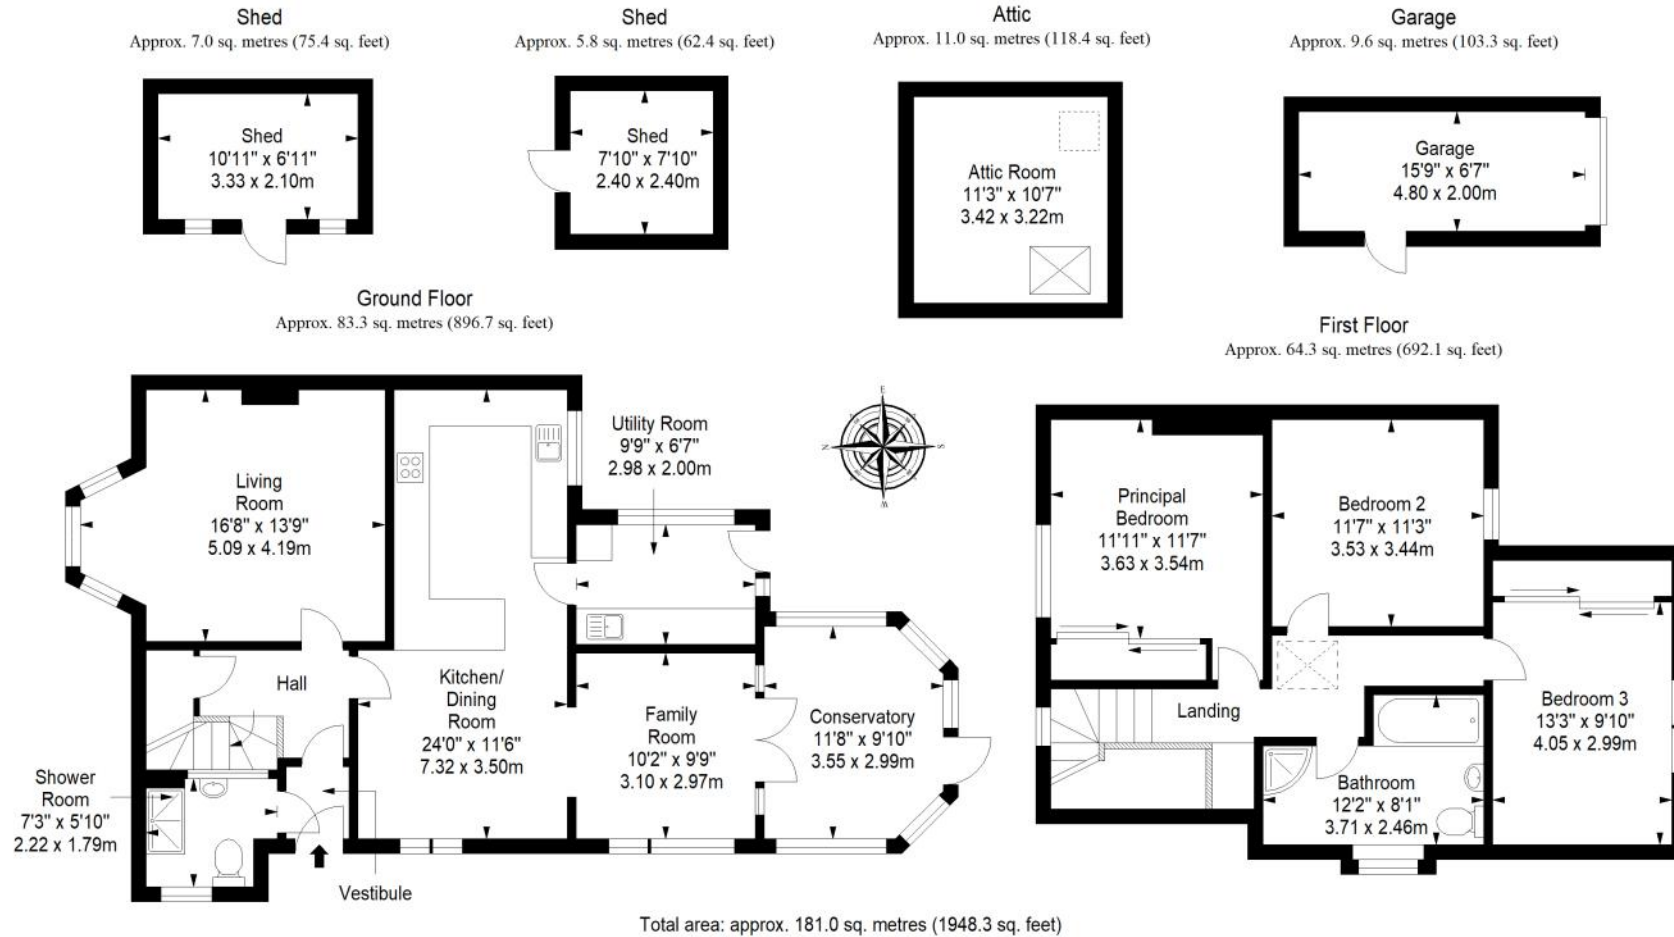 Shed
Approx. 7.0 sq. metres (75.4 sq. feet)
Shed
10'11" x 6'11"
3.33 x 2.10m
Shed
Approx. 5.8 sq. metres (62.4 sq. feet)
Shed
7'10" x 7'10"
2.40 x 2.40m
Attic
Approx. 11.0 sq. metres (118.4 sq. feet)
Attic Room
11'3" x 10'7"
3.42 x 3.22m
Garage
Approx. 9.6 sq. metres (103.3 sq. feet)
Garage
15'9" x 6'7"
4.80 x 2.00m
Ground Floor
Approx. 83.3 sq. metres (896.7 sq. feet)
Living
Room
16'8" x 13'9"
5.09 x 4.19m
Utility Room
9'9" x 6'7"
2.98 x 2.00m
Hall
Kitchen/
Dining
Room
24'0" x 11'6"
7.32 x 3.50m
Family
Room
10'2" x 9'9"
3.10 x 2.97m
Conservatory
11'8" x 9'10"
3.55 x 2.99m
Shower
Room
7'3" x 5'10"
2.22 x 1.79m
Vestibule
E
N
S
W
First Floor
Approx. 64.3 sq. metres (692.1 sq. feet)
Principal
Bedroom
11'11" x 11'7"
3.63 x 3.54m
Bedroom 2
11'7" x 11'3"
3.53 x 3.44m
Bedroom 3
13'3" x 9'10"
4.05 x 2.99m
Landing
Bathroom
12'2" x 8'1"
3.71 x 2.46m
Total area: approx. 181.0 sq. metres (1948.3 sq. feet)